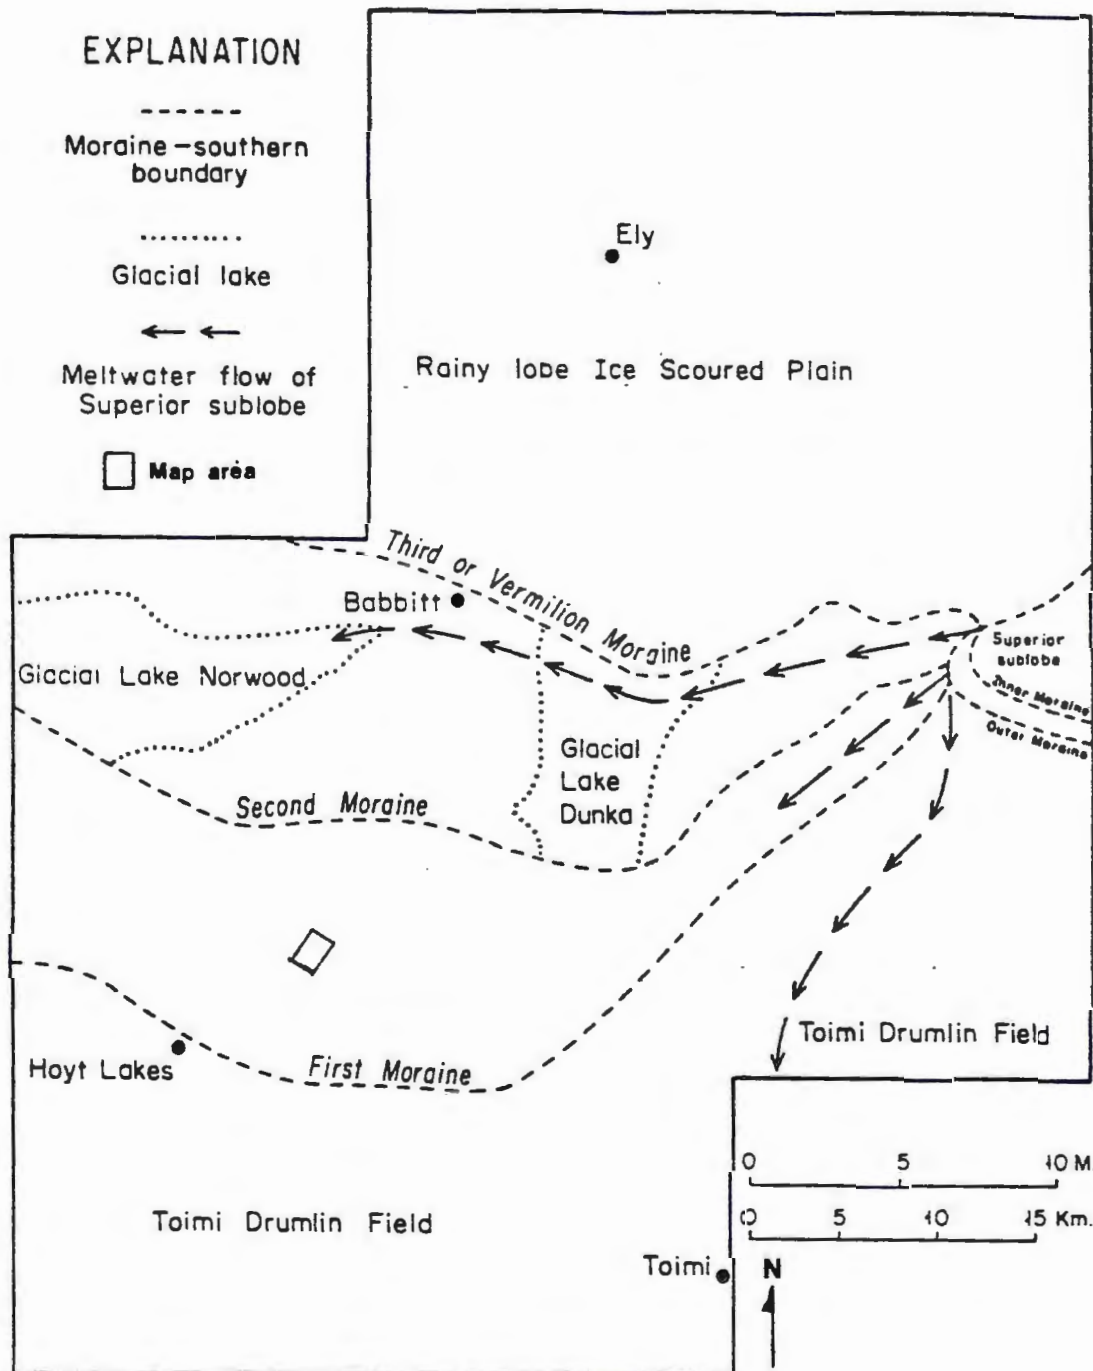 EXPLANATION
Moraine – southern
boundary
Glacial lake
Meltwater flow of
Superior sublobe
Map area
Ely
Rainy lobe Ice Scoured Plain
Third or Vermilion Moraine
Babbitt
Superior
sublobe
Glacial Lake Norwood
Inner Moraine
Outer Moraine
Glacial
Lake
Dunka
Second Moraine
Hoyt Lakes
First Moraine
Toimi Drumlin Field
0 5 10 M
0 5 10 15 Km.
Toimi Drumlin Field
Toimi
N